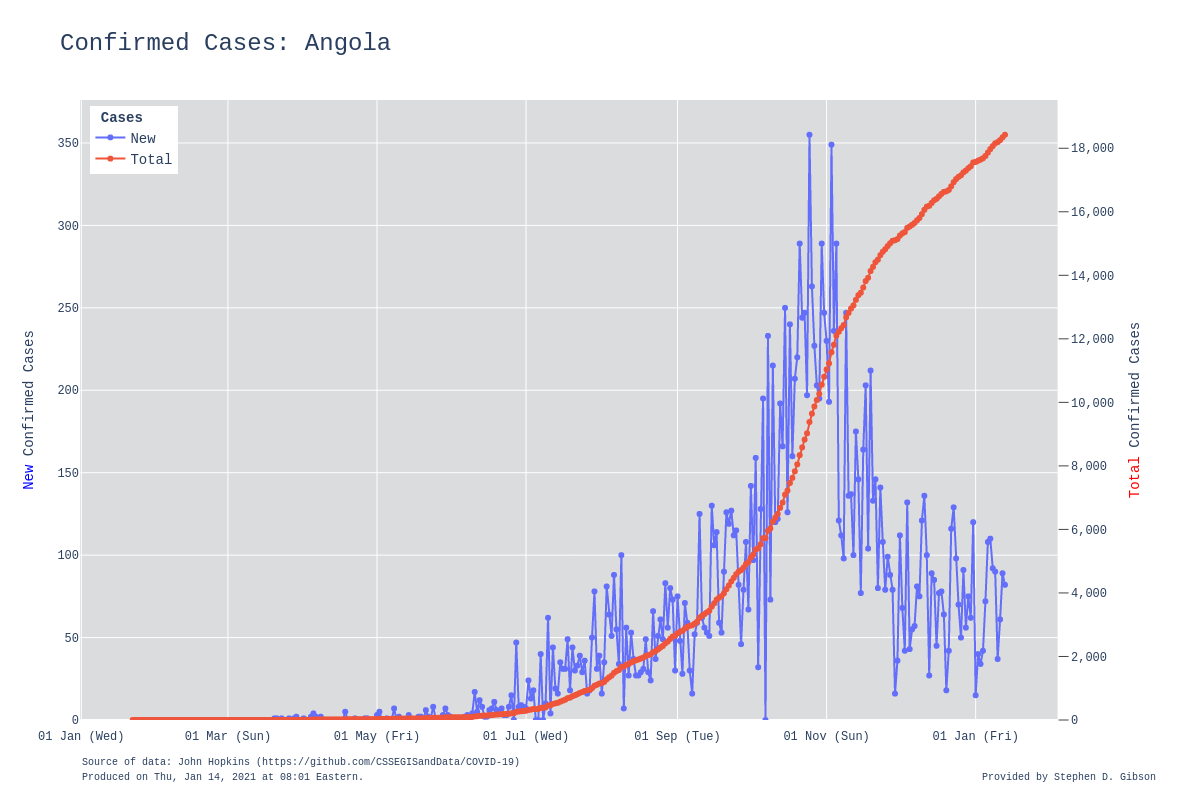 Confirmed Cases: Angola
Cases
New
Total
350
300
250
200
150
100
50
0
New Confirmed Cases
18,000
16,000
14,000
12,000
10,000
8,000
6,000
4,000
2,000
0
Total Confirmed Cases
01 Jan (Wed) 01 Mar (Sun) 01 May (Fri) 01 Jul (Wed) 01 Sep (Tue) 01 Nov (Sun) 01 Jan (Fri)
Source of data: John Hopkins (https://github.com/CSSEGISandData/COVID-19)
Produced on Thu, Jan 14, 2021 at 08:01 Eastern.
Provided by Stephen D. Gibson